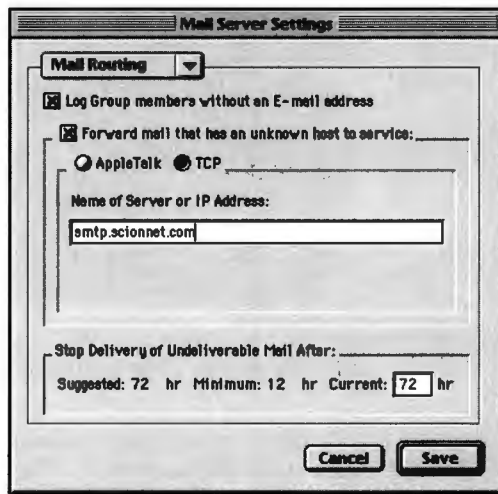 Mail Server Settings
Mail Routing
Log Group members without an E-mail address
Forward mail that has an unknown host to service:
AppleTalk TCP
Name of Server or IP Address:
smtp.scionnet.com
Stop Delivery of Undeliverable Mail After:
Suggested: 72 hr Minimum: 12 hr Current: 72 hr
Cancel Save